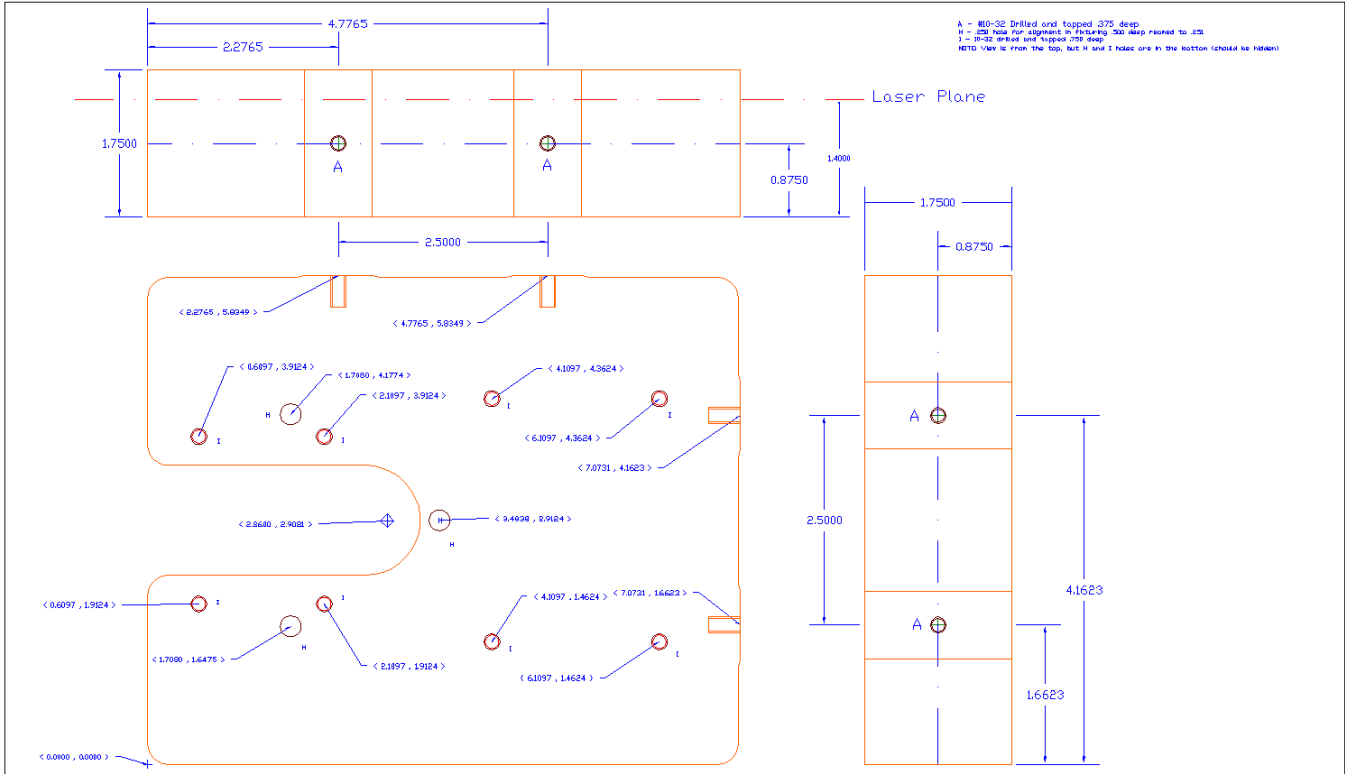 4.7765
2.2765
A - #10-32 Drilled and tapped .375 deep
H - .250 hole for alignment in fixturing .500 deep reamed to .251
I - 10-32 drilled and tapped .750 deep
NOTE: View is from the top, but H and I holes are in the bottom (should be hidden)
Laser Plane
1.7500
A
A
1.4000
0.8750
2.5000
1.7500
0.8750
< 2.2765 , 5.8349 >
< 4.7765 , 5.8349 >
< 0.6097 , 3.9124 >
< 1.7080 , 4.1774 >
< 2.1097 , 3.9124 >
< 4.1097 , 4.3624 >
H
I
I
I
I
< 6.1097 , 4.3624 >
< 7.0731 , 4.1623 >
A
2.5000
4.1623
< 2.8600 , 2.9081 >
H
< 3.4838 , 2.9124 >
H
< 0.6097 , 1.9124 >
I
I
< 4.1097 , 1.4624 >
< 7.0731 , 1.6623 >
A
H
I
I
< 1.7080 , 1.6475 >
< 2.1097 , 1.9124 >
< 6.1097 , 1.4624 >
1.6623
< 0.0000 , 0.0000 >